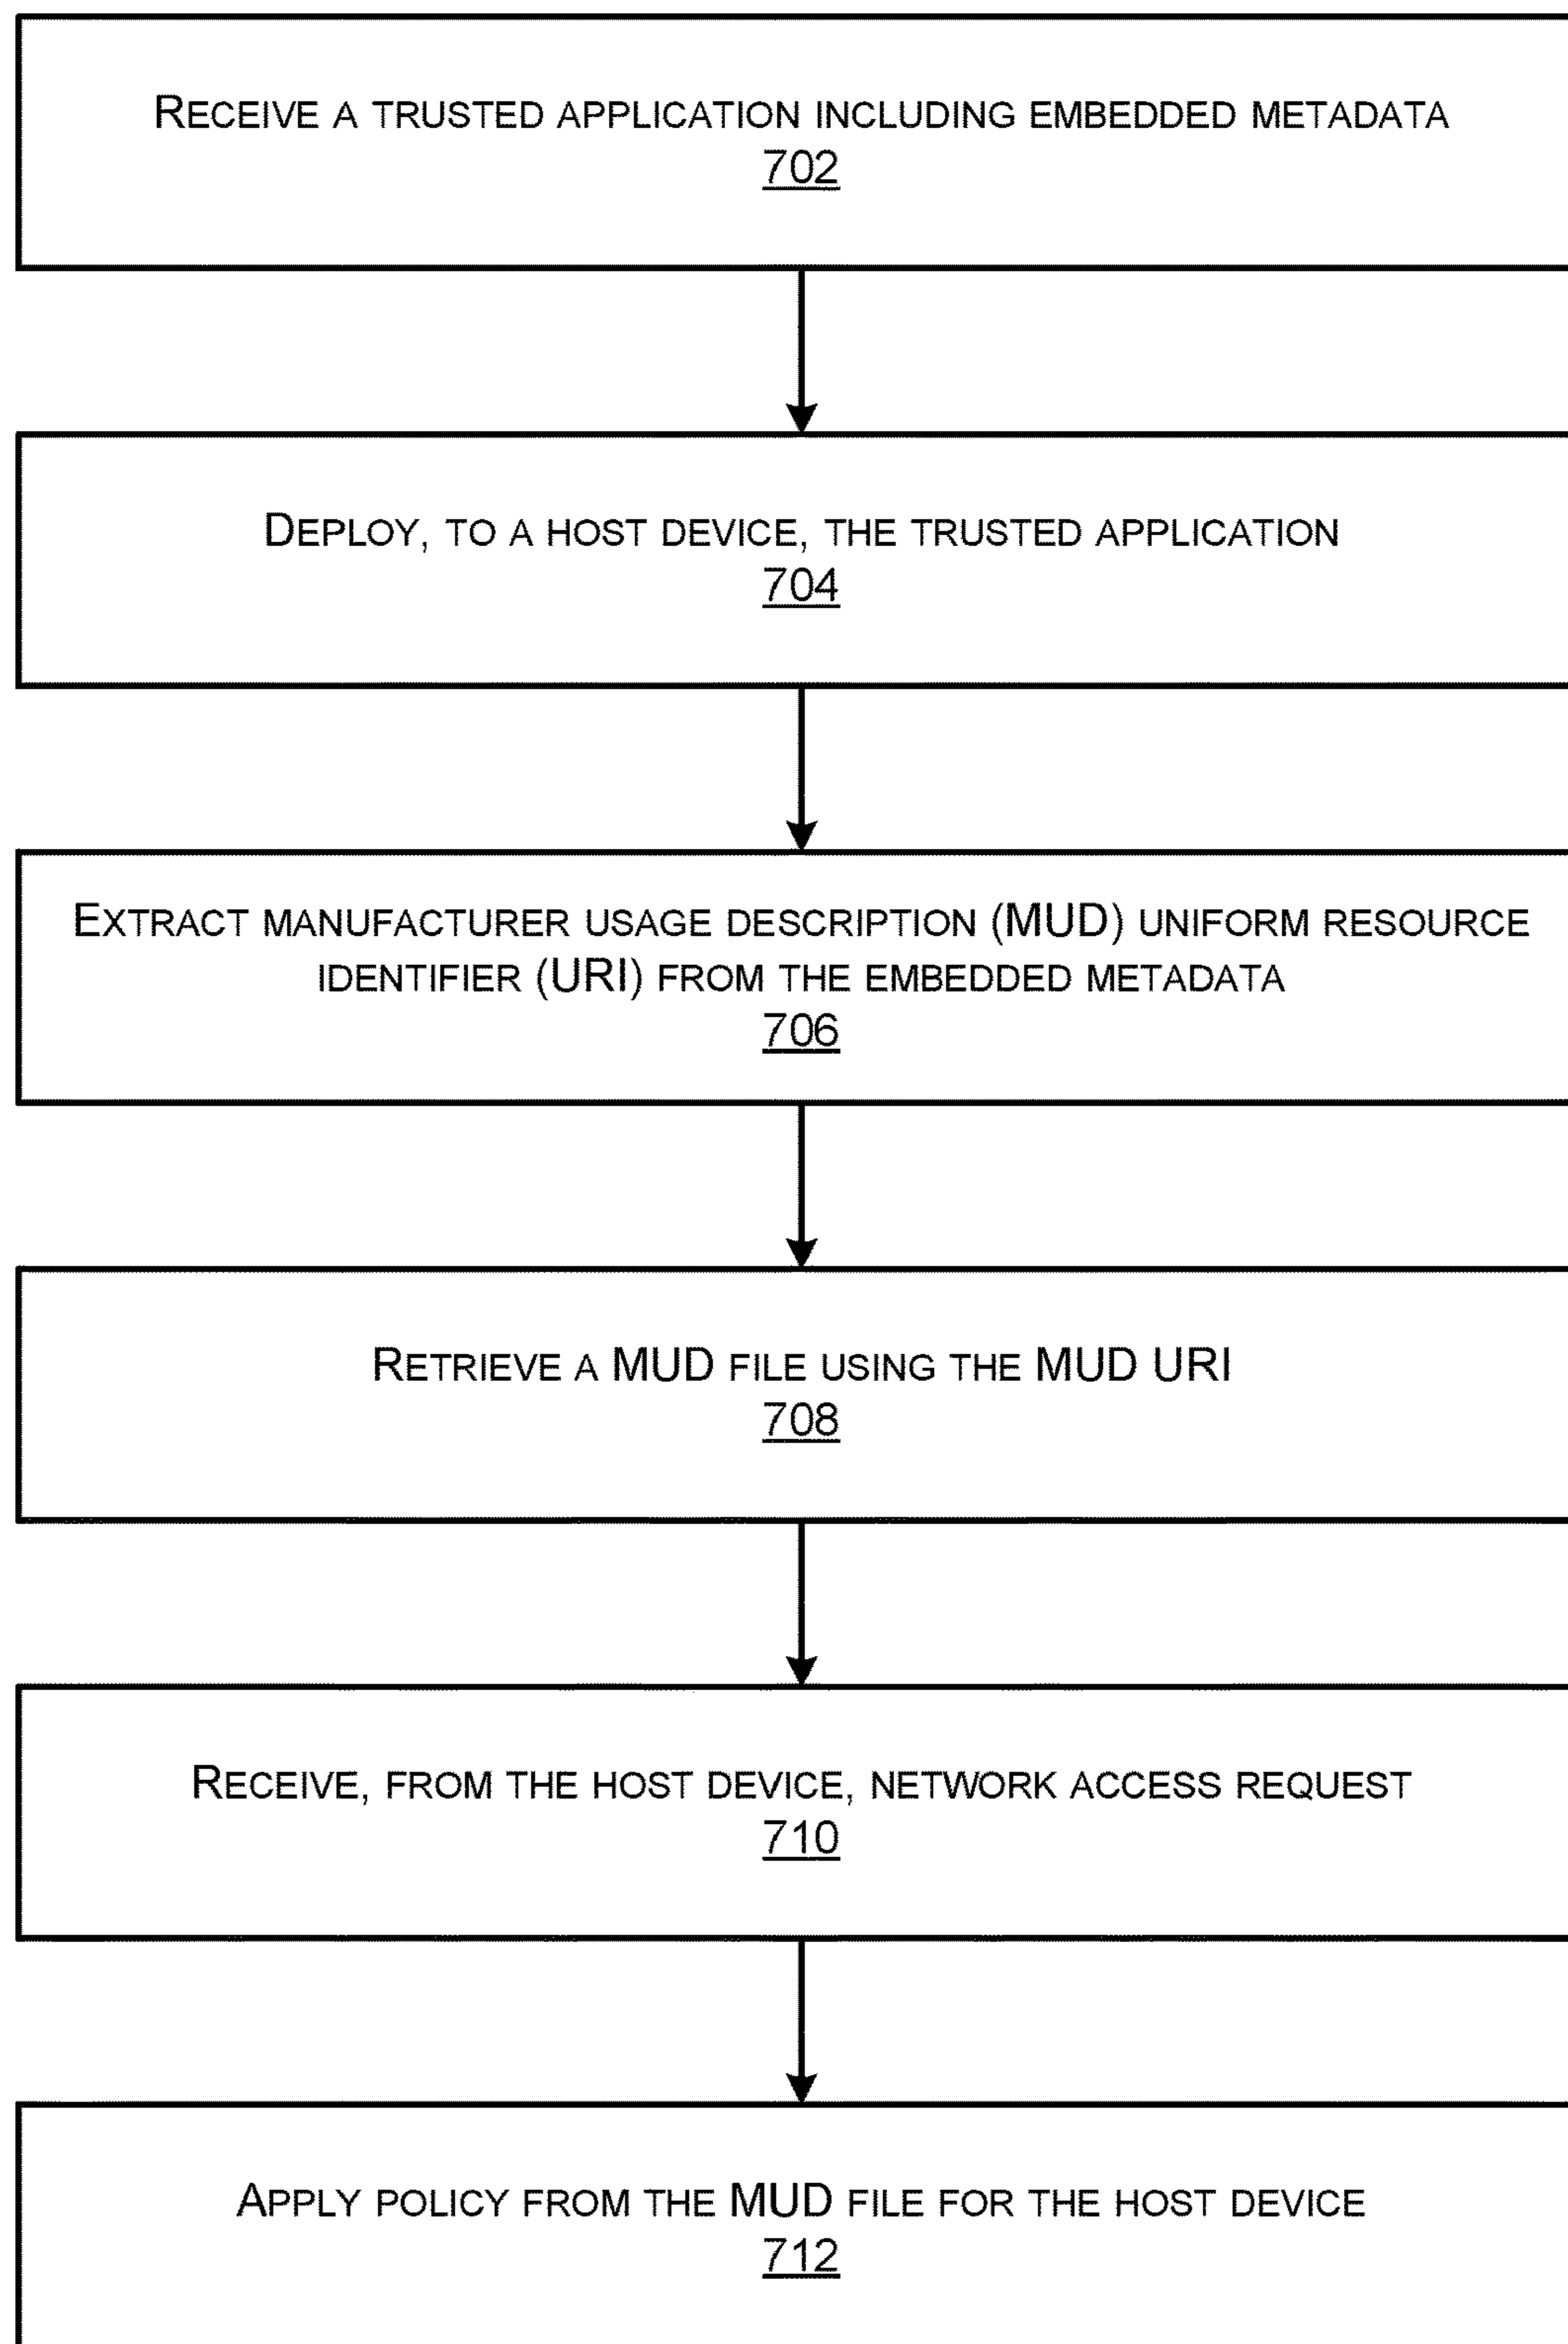 RECEIVE A TRUSTED APPLICATION INCLUDING EMBEDDED METADATA
702
DEPLOY, TO A HOST DEVICE, THE TRUSTED APPLICATION
704
EXTRACT MANUFACTURER USAGE DESCRIPTION (MUD) UNIFORM RESOURCE
IDENTIFIER (URI) FROM THE EMBEDDED METADATA
706
RETRIEVE A MUD FILE USING THE MUD URI
708
RECEIVE, FROM THE HOST DEVICE, NETWORK ACCESS REQUEST
710
APPLY POLICY FROM THE MUD FILE FOR THE HOST DEVICE
712